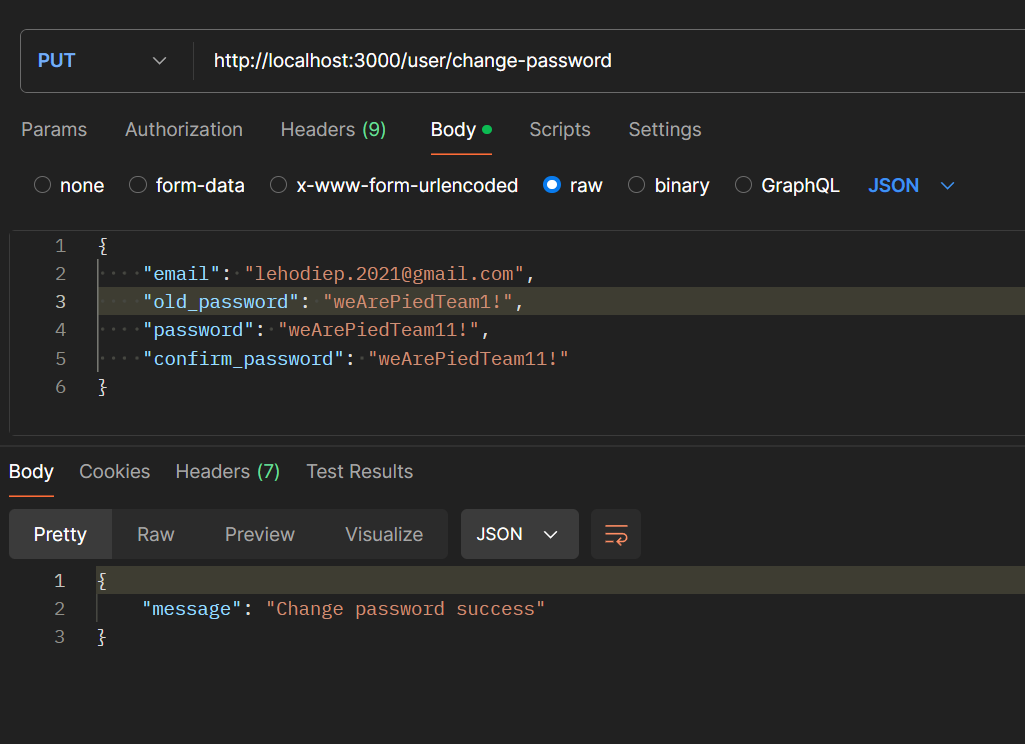 PUT http://localhost:3000/user/change-password
Params Authorization Headers (9) Body Scripts Settings
none form-data x-www-form-urlencoded raw binary GraphQL JSON
1 {
2 "email": "lehodiep.2021@gmail.com",
3 "old_password": "weArePiedTeam1!",
4 "password": "weArePiedTeam11!",
5 "confirm_password": "weArePiedTeam11!"
6 }
Body Cookies Headers (7) Test Results
Pretty Raw Preview Visualize JSON
1 {
2 "message": "Change password success"
3 }